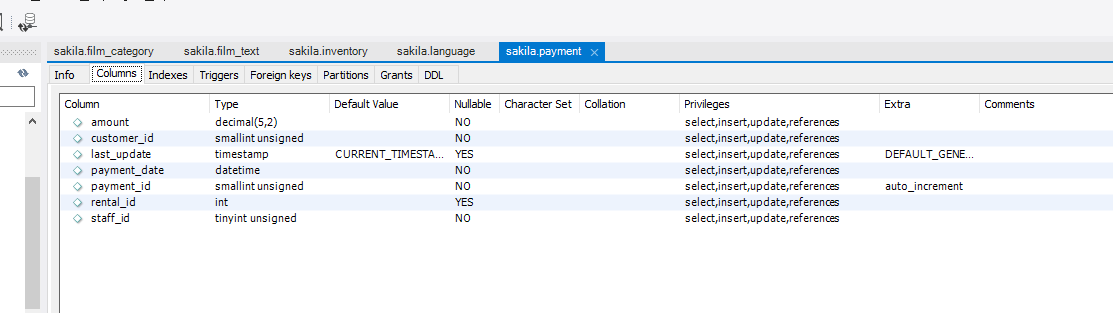 sakila.film_category sakila.film_text sakila.inventory sakila.language sakila.payment
Info Columns Indexes Triggers Foreign keys Partitions Grants DDL
Column Type Default Value Nullable Character Set Collation Privileges Extra Comments
amount decimal(5,2) NO select,insert,update,references
customer_id smallint unsigned NO select,insert,update,references
last_update timestamp CURRENT_TIMESTA... YES select,insert,update,references DEFAULT_GENE...
payment_date datetime NO select,insert,update,references
payment_id smallint unsigned NO select,insert,update,references auto_increment
rental_id int YES select,insert,update,references
staff_id tinyint unsigned NO select,insert,update,references